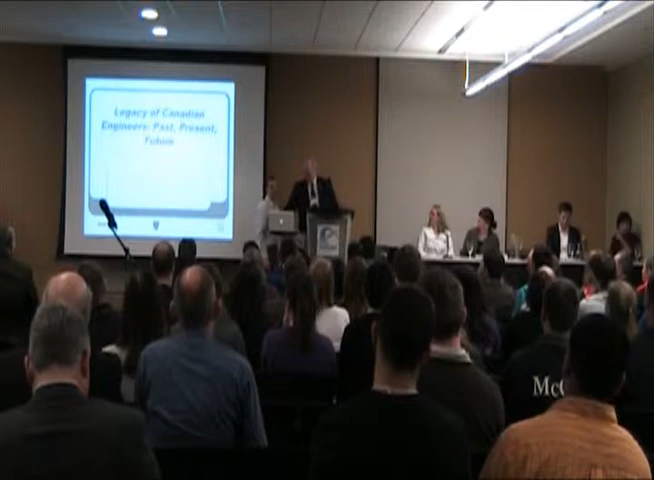 Legacy of Canadian
Engineers: Past, Present,
Future
McG